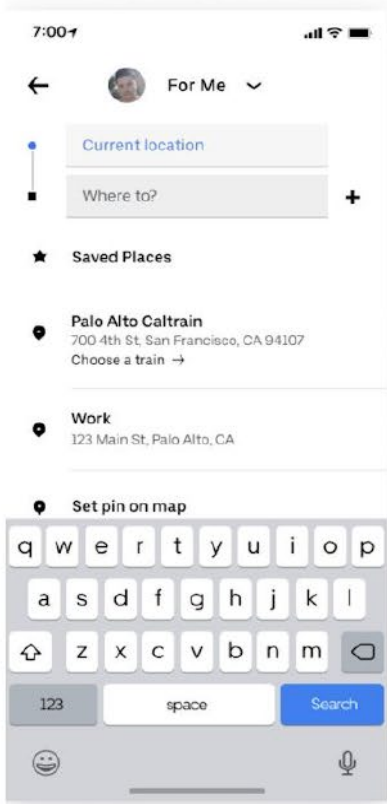 7:00
For Me
Current location
Where to?
+
Saved Places
Palo Alto Caltrain
700 4th St, San Francisco, CA 94107
Choose a train →
Work
123 Main St, Palo Alto, CA
Set pin on map
q w e r t y u i o p
a s d f g h j k l
z x c v b n m
123 space Search